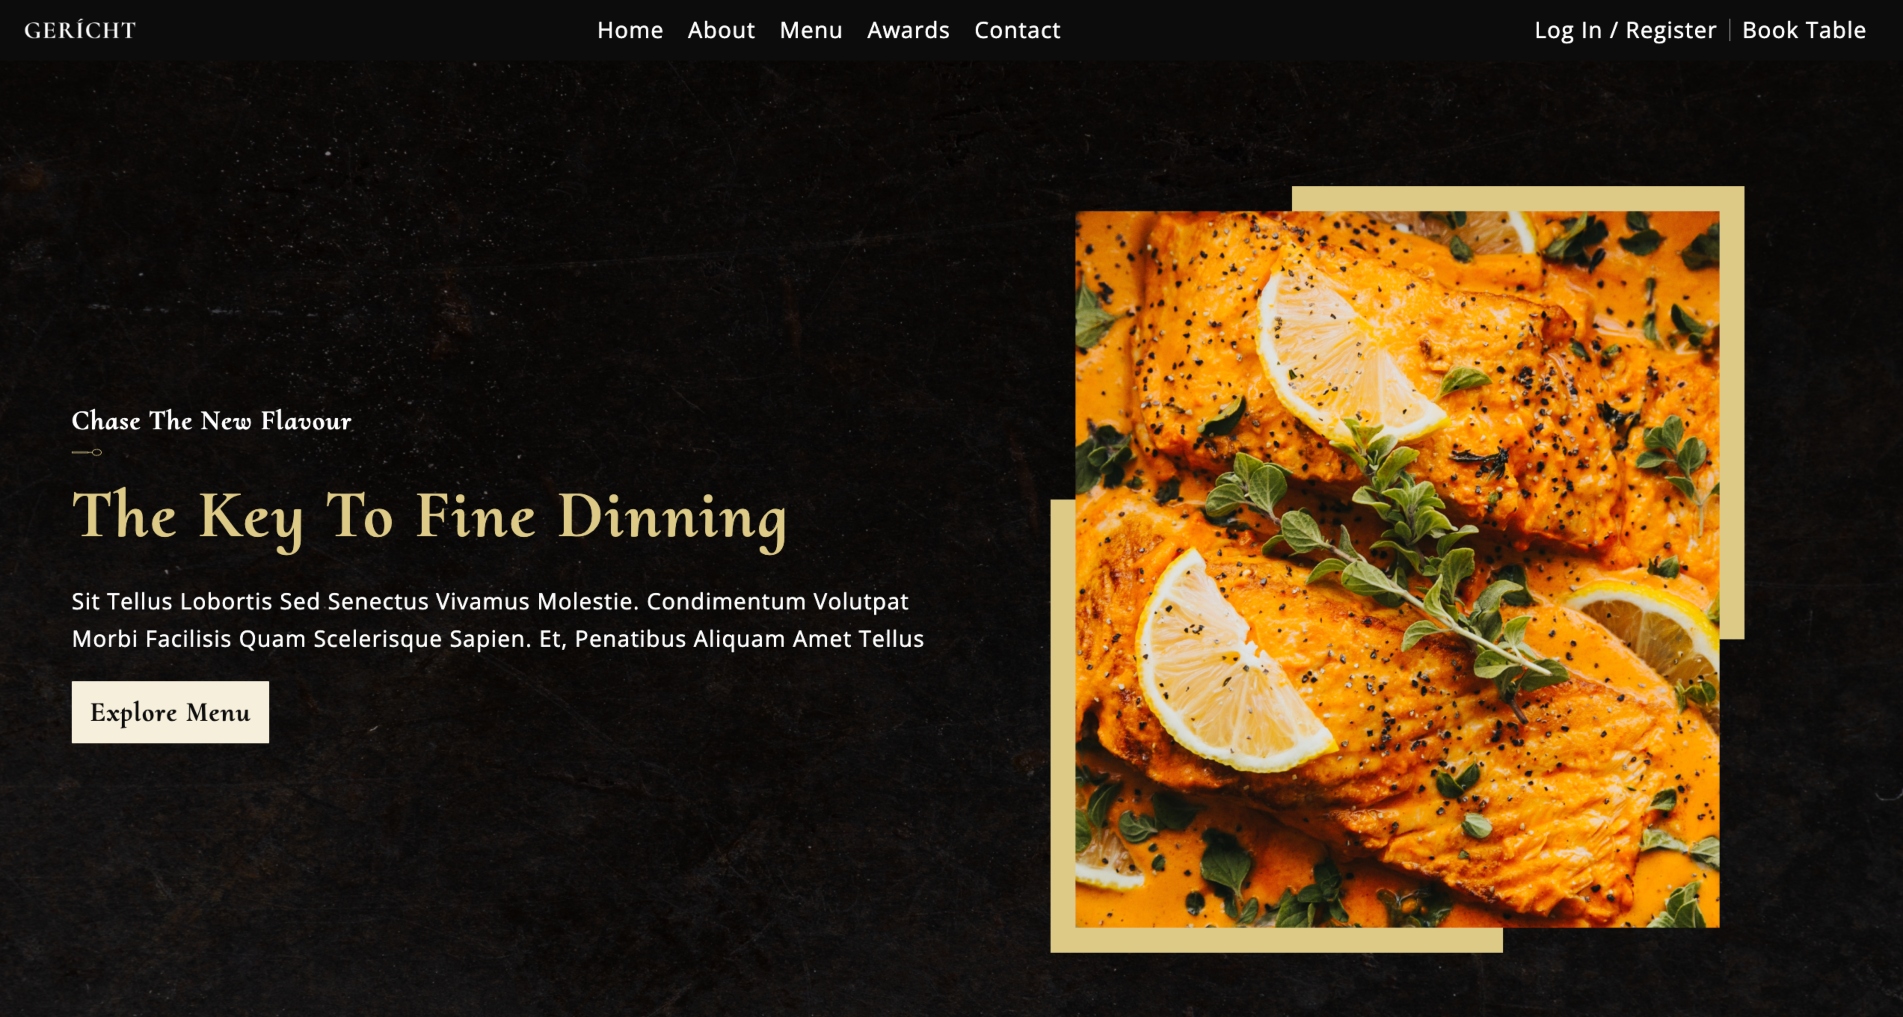 GERÍCHT
Home About Menu Awards Contact
Log In / Register Book Table
Chase The New Flavour
The Key To Fine Dinning
Sit Tellus Lobortis Sed Senectus Vivamus Molestie. Condimentum Volutpat
Morbi Facilisis Quam Scelerisque Sapien. Et, Penatibus Aliquam Amet Tellus
Explore Menu